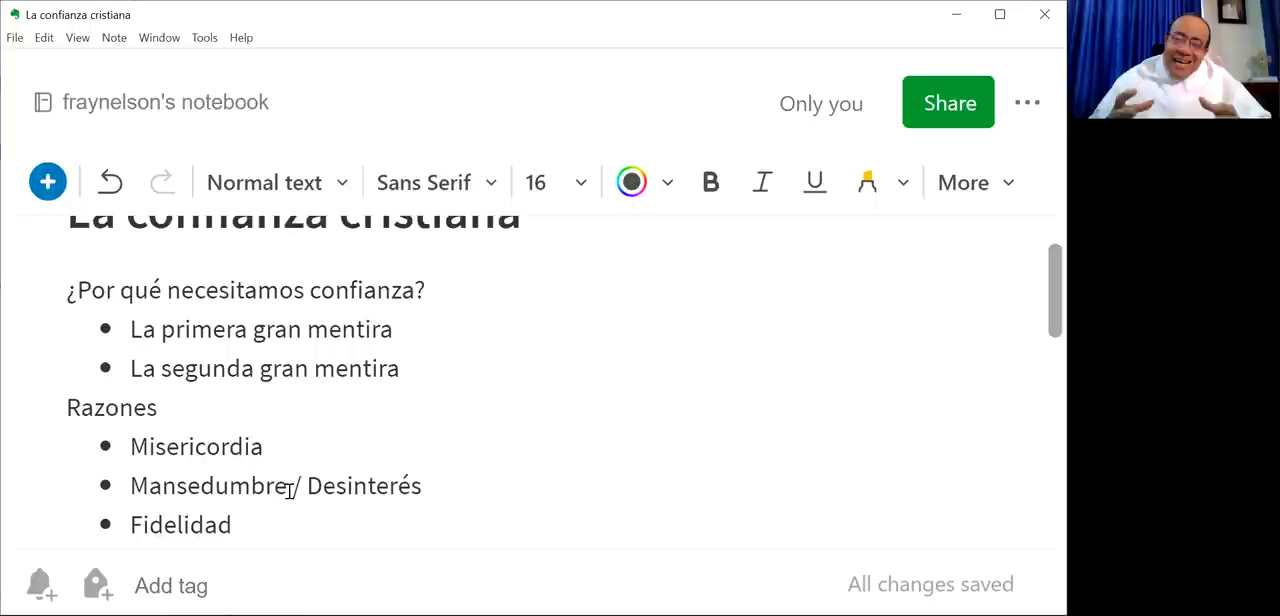 La confianza cristiana
File Edit View Note Window Tools Help
fraynelson's notebook
Only you
Share
Normal text
Sans Serif
16
B I U
More
La confianza cristiana
¿Por qué necesitamos confianza?
La primera gran mentira
La segunda gran mentira
Razones
Misericordia
Mansedumbre / Desinterés
Fidelidad
Add tag
All changes saved